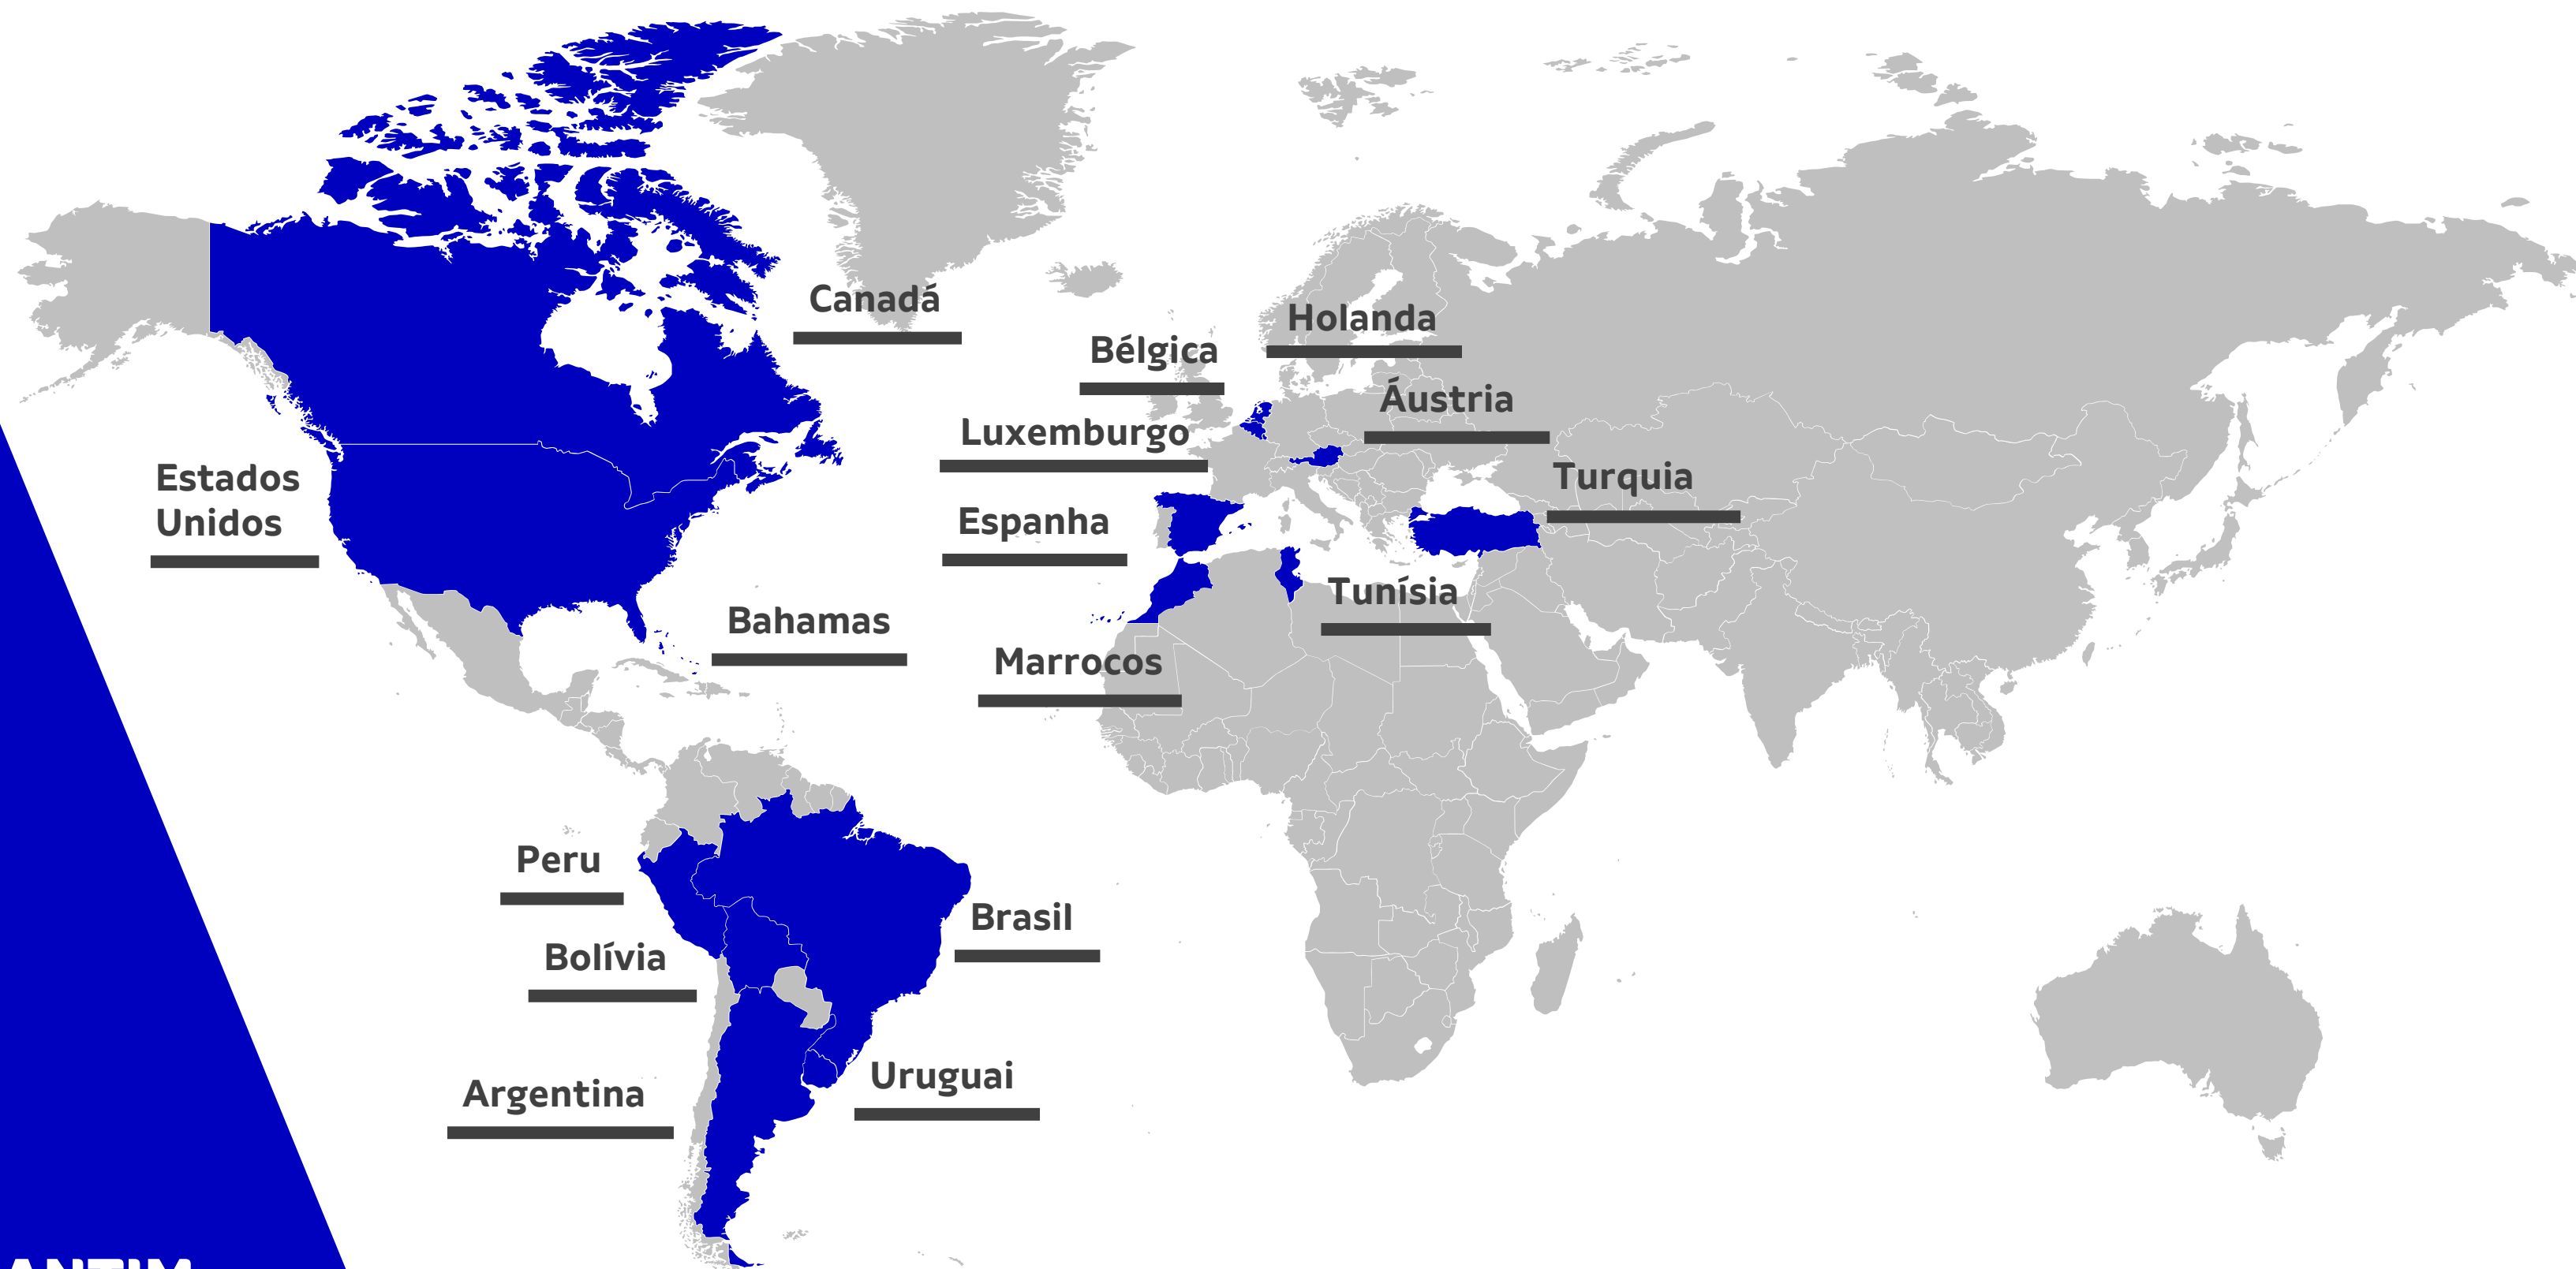 Canadá
Holanda
Bélgica
Áustria
Luxemburgo
Turquia
Estados
Unidos
Espanha
Tunísia
Bahamas
Marrocos
Peru
Brasil
Bolívia
Uruguai
Argentina